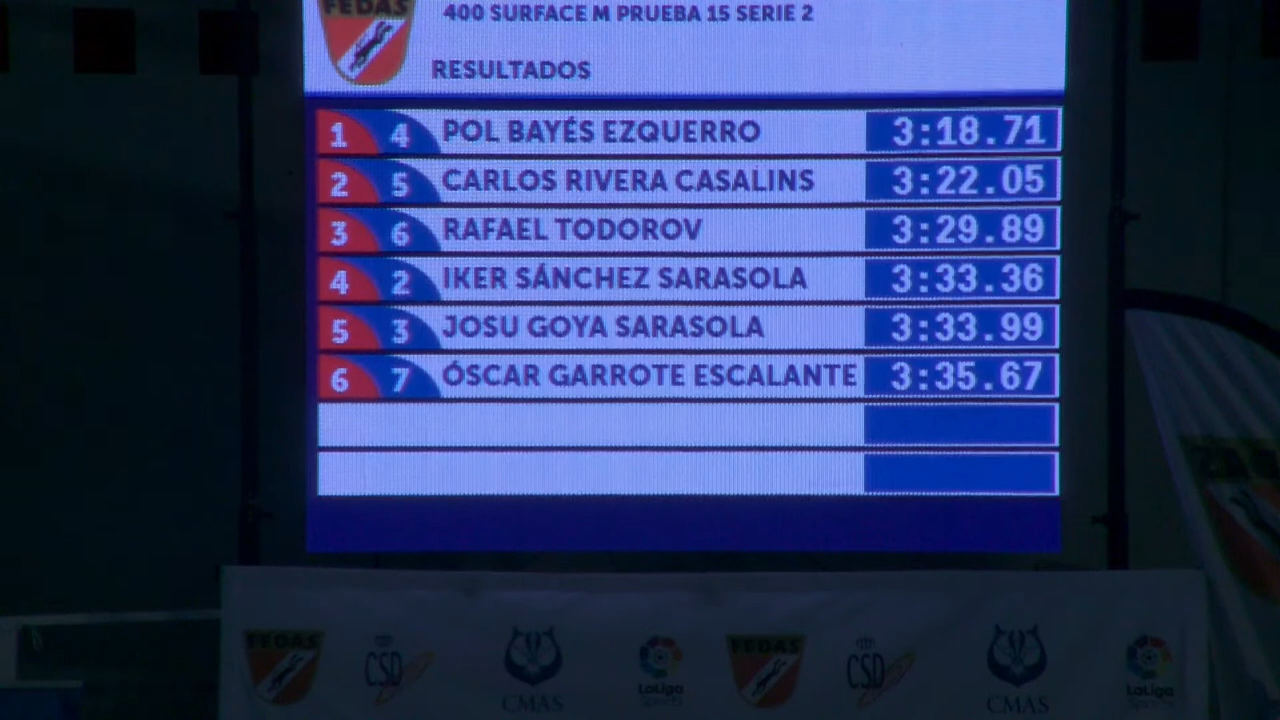 FEDAS
400 SURFACE M PRUEBA 15 SERIE 2
RESULTADOS
1 4 POL BAYÉS EZQUERRO 3:18.71
2 5 CARLOS RIVERA CASALINS 3:22.05
3 6 RAFAEL TODOROV 3:29.89
4 2 IKER SÁNCHEZ SARASOLA 3:33.36
5 3 JOSU GOYA SARASOLA 3:33.99
6 7 ÓSCAR GARROTE ESCALANTE 3:35.67
FEDAS CSD CMAS LaLiga Sports FEDAS CSD CMAS LaLiga Sports